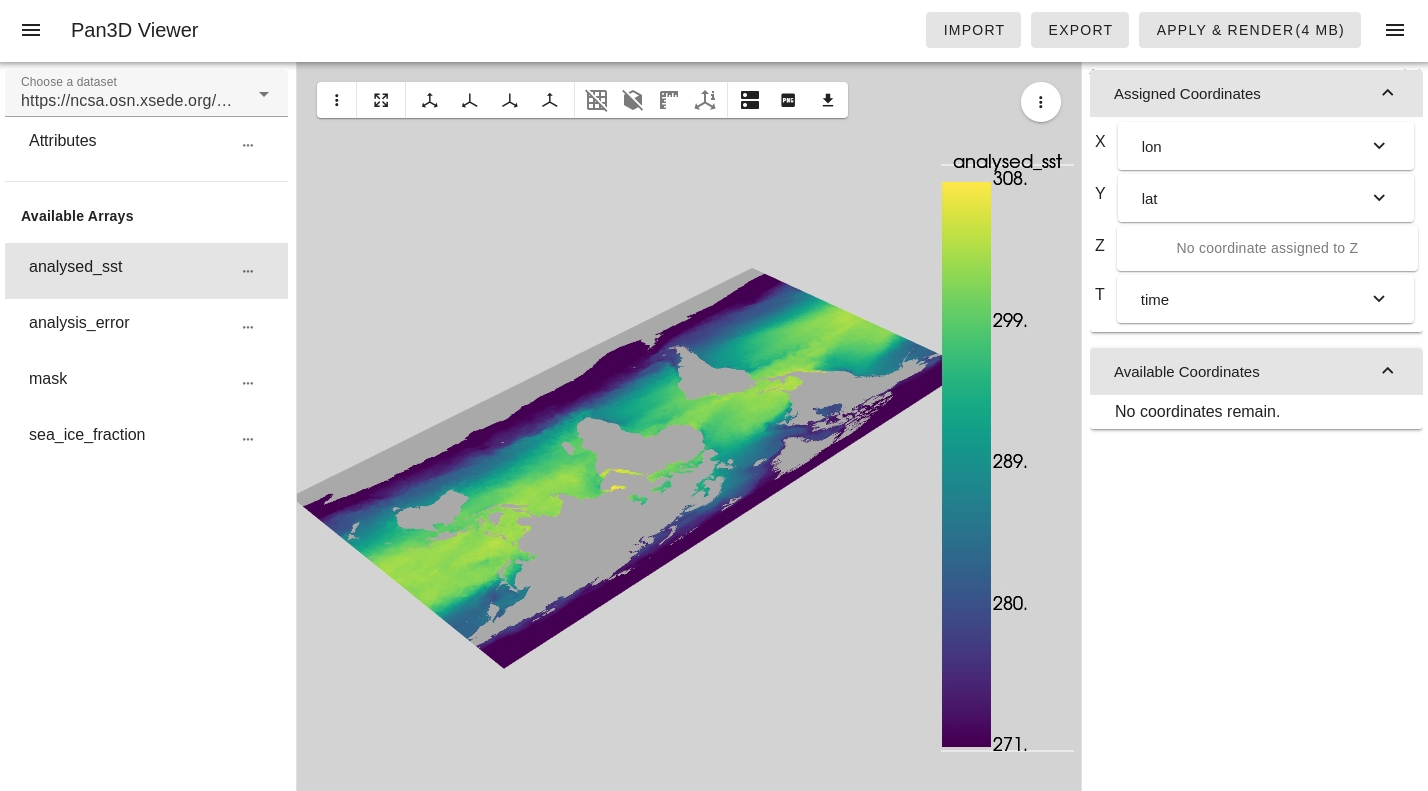 Pan3D Viewer
IMPORT
EXPORT
APPLY & RENDER(4 MB)
Choose a dataset
https://ncsa.osn.xsede.org/...
Attributes
Available Arrays
analysed_sst
analysis_error
mask
sea_ice_fraction
PNG
analysed_sst
308.
299.
289.
280.
271.
Assigned Coordinates
X
lon
Y
lat
Z
No coordinate assigned to Z
T
time
Available Coordinates
No coordinates remain.